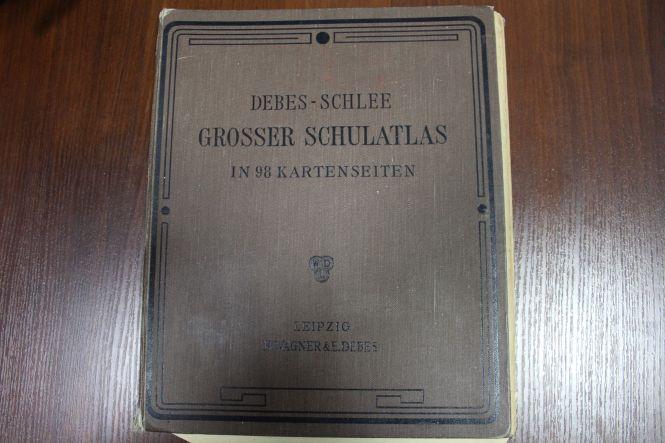 DEBES-SCHLEE
GROSSER SCHULATLAS
IN 98 KARTENSEITEN
W D
LEIPZIG
H.WAGNER & E.DEBES